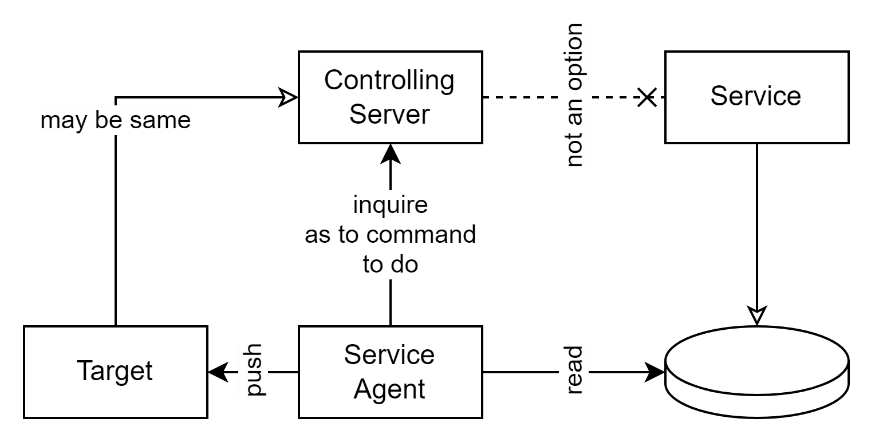 Controlling
Server
not an option
Service
may be same
inquire
as to command
to do
Target
push
Service
Agent
read